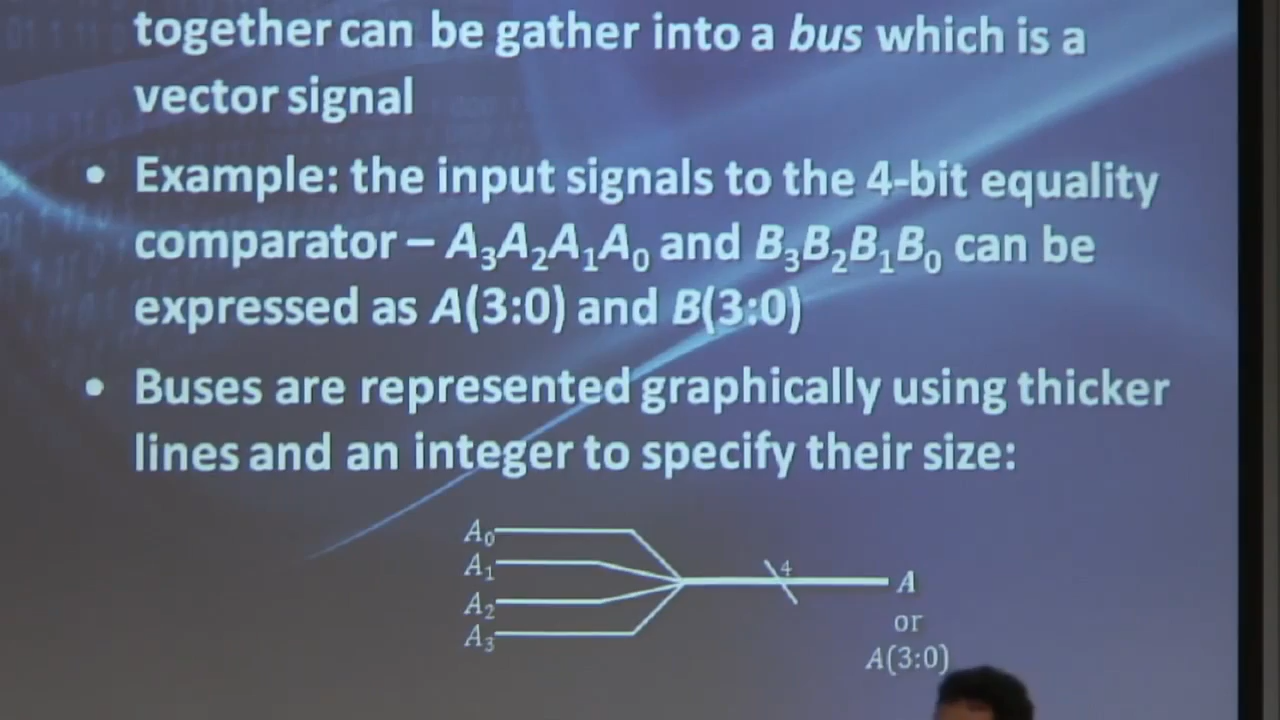 together can be gather into a bus which is a
vector signal
• Example: the input signals to the 4-bit equality
comparator – A₃A₂A₁A₀ and B₃B₂B₁B₀ can be
expressed as A(3:0) and B(3:0)
• Buses are represented graphically using thicker
lines and an integer to specify their size:
A₀
A₁
A₂
A₃
4
A
or
A(3:0)